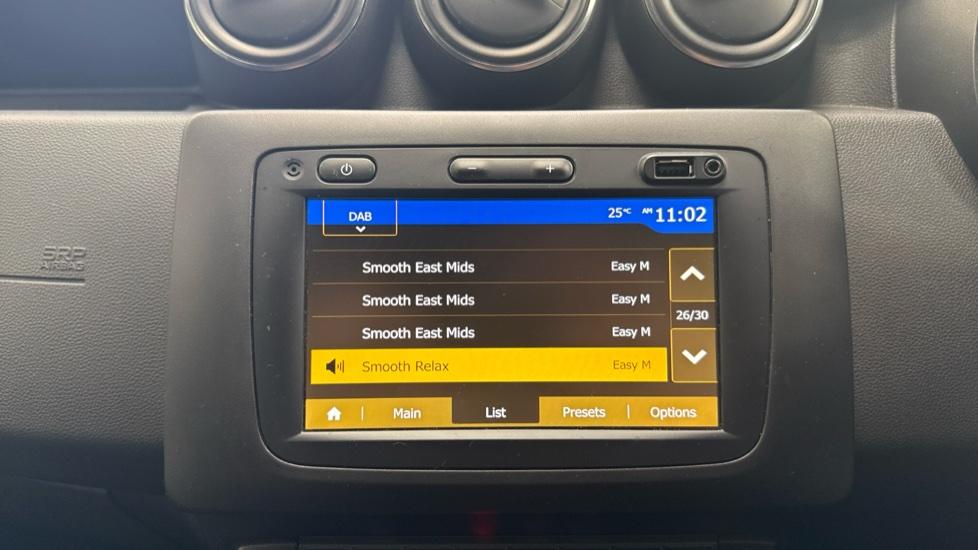 − +
DAB 25°C AM 11:02
Smooth East Mids Easy M
Smooth East Mids Easy M
26/30
Smooth East Mids Easy M
Smooth Relax Easy M
Main | List Presets | Options
SRP
AIRBAG